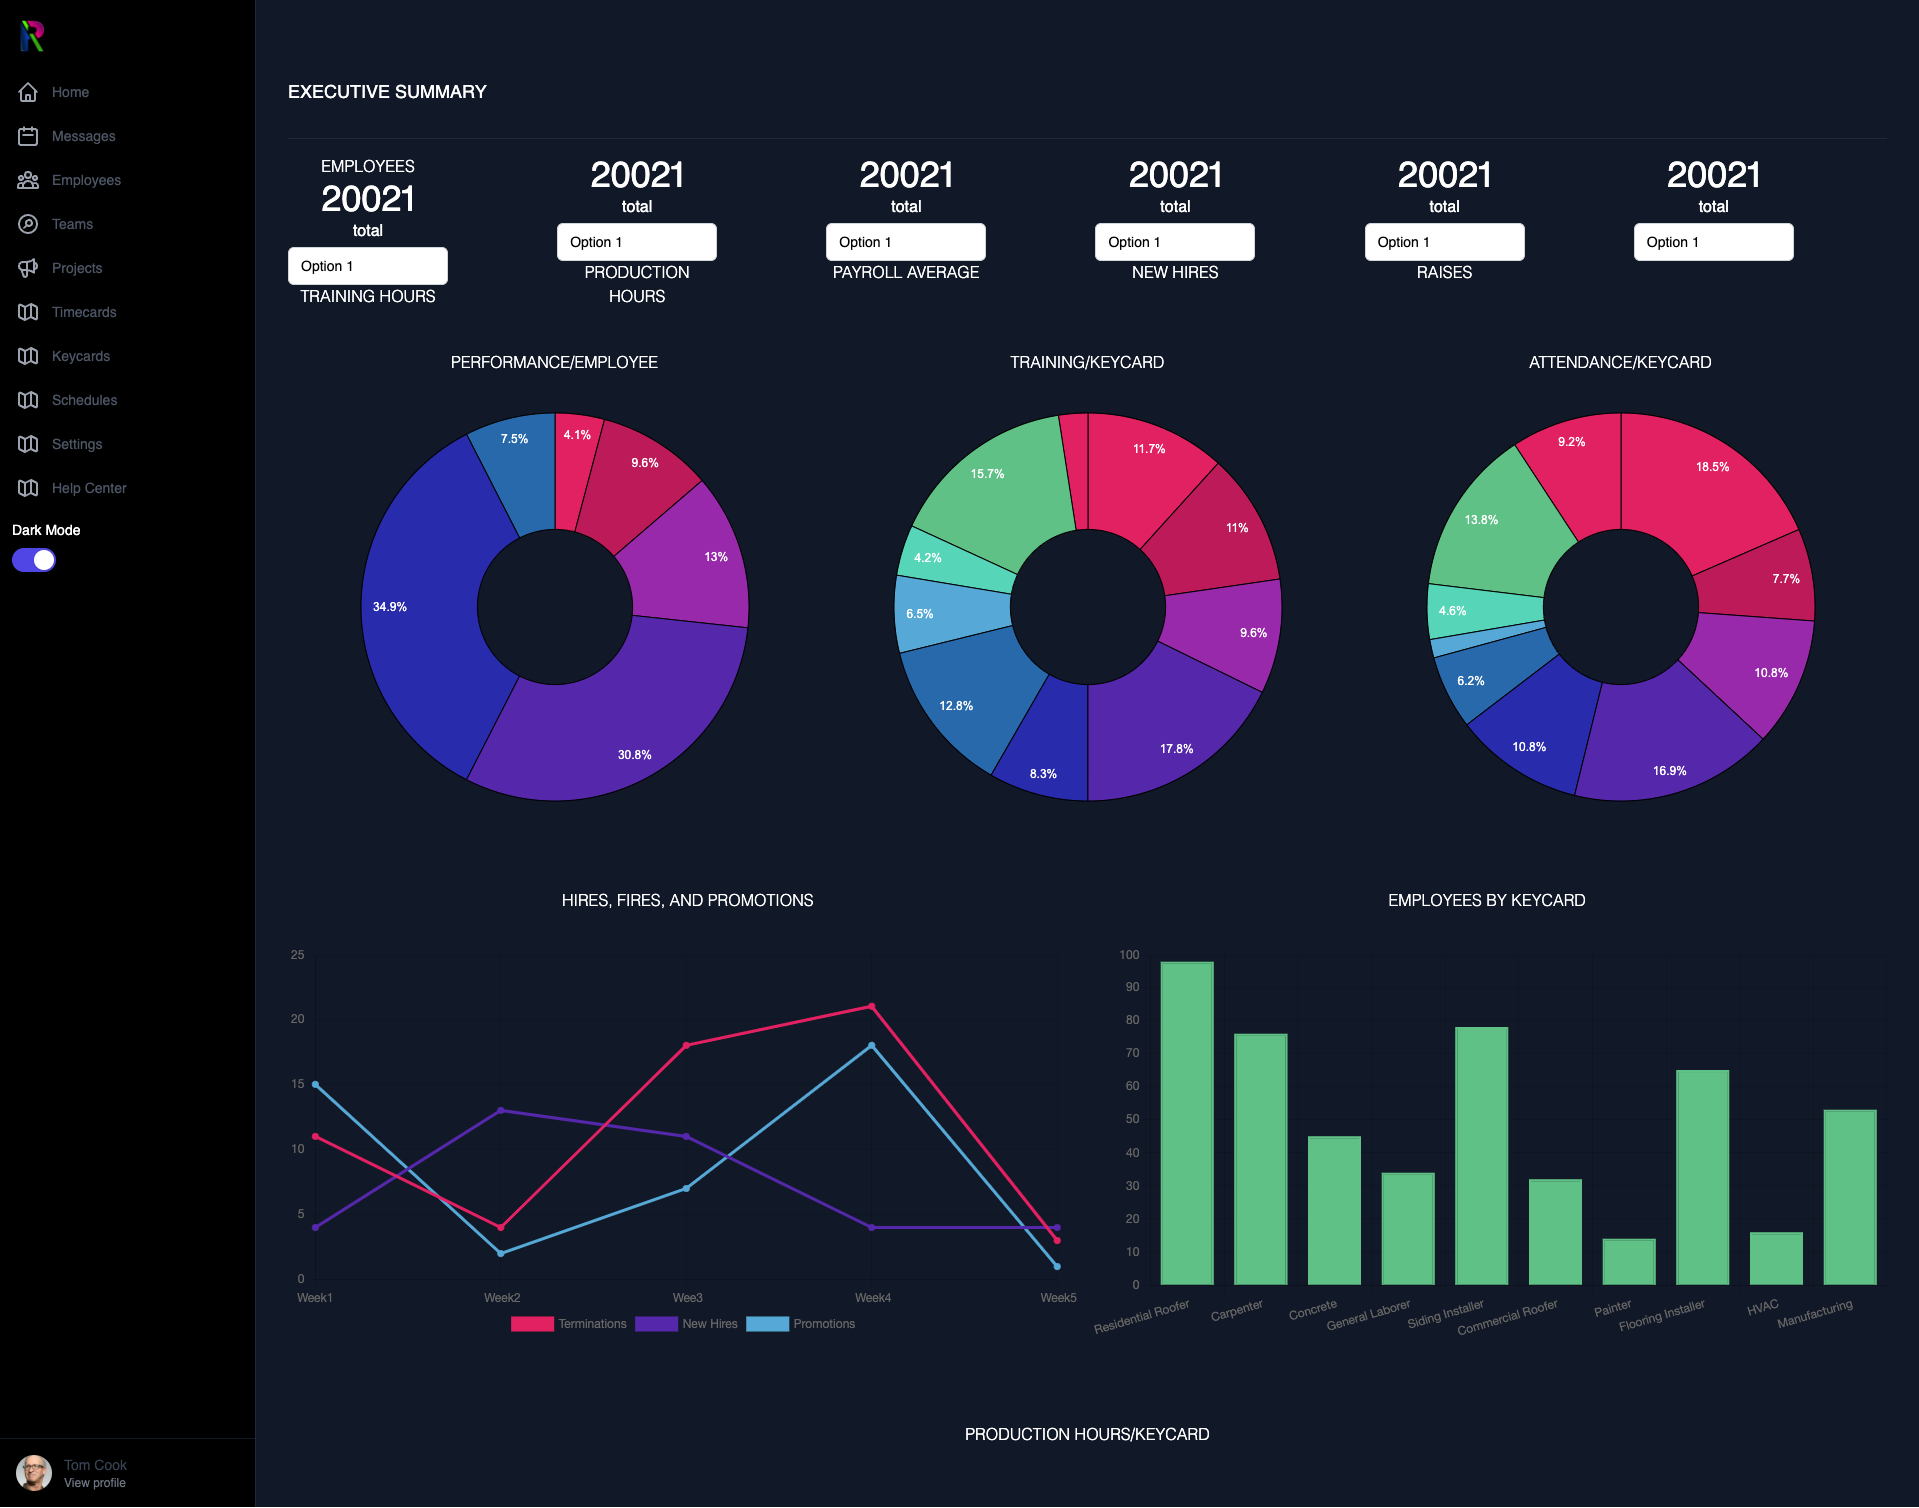 Home
Messages
Employees
Teams
Projects
Timecards
Keycards
Schedules
Settings
Help Center
Dark Mode
Tom Cook
View profile
EXECUTIVE SUMMARY
EMPLOYEES
20021
total
Option 1
TRAINING HOURS
20021
total
Option 1
PRODUCTION
HOURS
20021
total
Option 1
PAYROLL AVERAGE
20021
total
Option 1
NEW HIRES
20021
total
Option 1
RAISES
20021
total
Option 1
PERFORMANCE/EMPLOYEE
4.1%
9.6%
13%
30.8%
34.9%
7.5%
TRAINING/KEYCARD
11.7%
11%
9.6%
17.8%
8.3%
12.8%
6.5%
4.2%
15.7%
ATTENDANCE/KEYCARD
18.5%
7.7%
10.8%
16.9%
10.8%
6.2%
4.6%
13.8%
9.2%
HIRES, FIRES, AND PROMOTIONS
25
20
15
10
5
0
Week1 Week2 Wee3 Week4 Week5
Terminations New Hires Promotions
EMPLOYEES BY KEYCARD
100
90
80
70
60
50
40
30
20
10
0
Residential Roofer
Carpenter
Concrete
General Laborer
Siding Installer
Commercial Roofer
Painter
Flooring Installer
HVAC
Manufacturing
PRODUCTION HOURS/KEYCARD